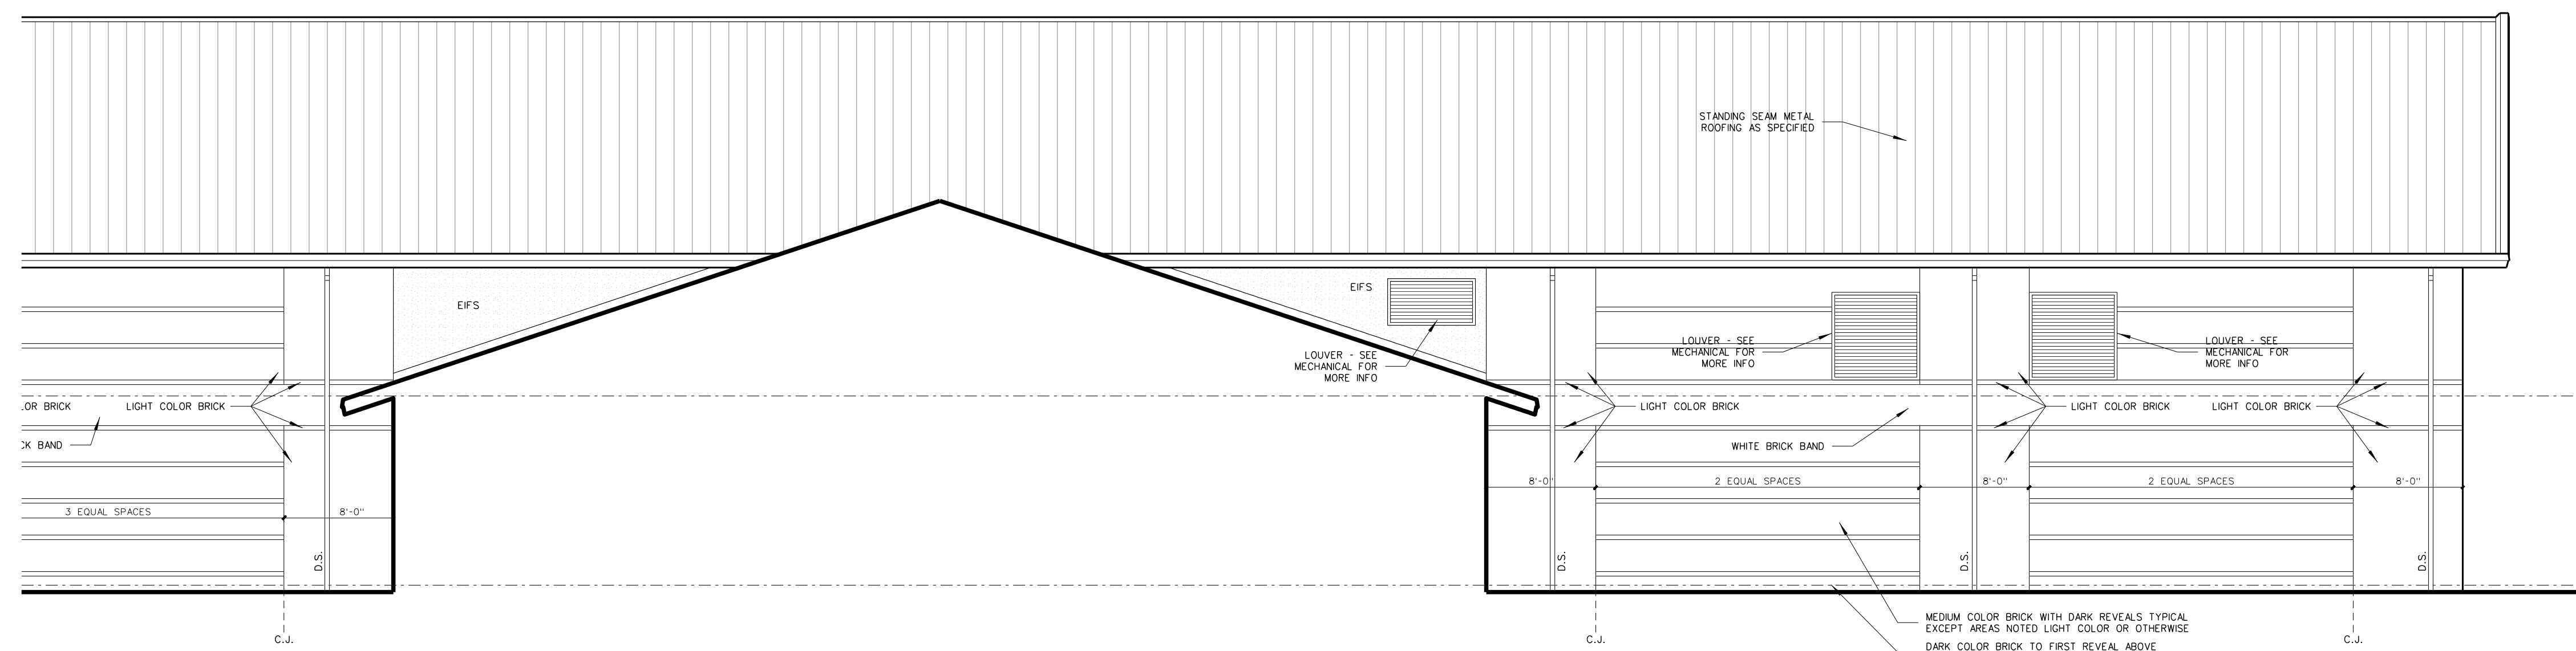 STANDING SEAM METAL
ROOFING AS SPECIFIED
EIFS
EIFS
LOUVER - SEE
MECHANICAL FOR
MORE INFO
LOUVER - SEE
MECHANICAL FOR
MORE INFO
LOUVER - SEE
MECHANICAL FOR
MORE INFO
OR BRICK
LIGHT COLOR BRICK
LIGHT COLOR BRICK
LIGHT COLOR BRICK
LIGHT COLOR BRICK
CK BAND
WHITE BRICK BAND
8'-0"
2 EQUAL SPACES
8'-0"
2 EQUAL SPACES
8'-0"
3 EQUAL SPACES
8'-0"
D.S.
D.S.
D.S.
D.S.
MEDIUM COLOR BRICK WITH DARK REVEALS TYPICAL
EXCEPT AREAS NOTED LIGHT COLOR OR OTHERWISE
DARK COLOR BRICK TO FIRST REVEAL ABOVE
C.J.
C.J.
C.J.